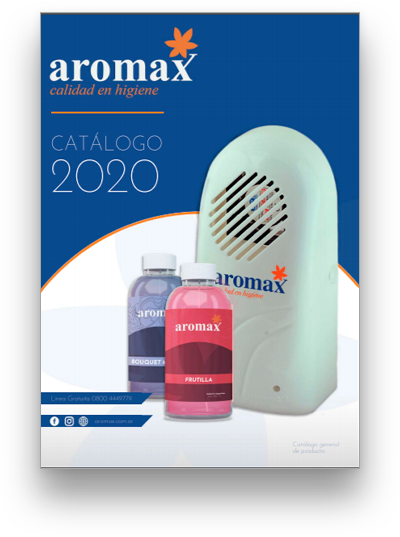 aromax
calidad en higiene
CATÁLOGO
2020
aromax
calidad en higiene
aromax
BOUQUET
aromax
FRUTILLA
Línea Gratuita 0800 4449779
aromax.com.ar
Catálogo general
de producto